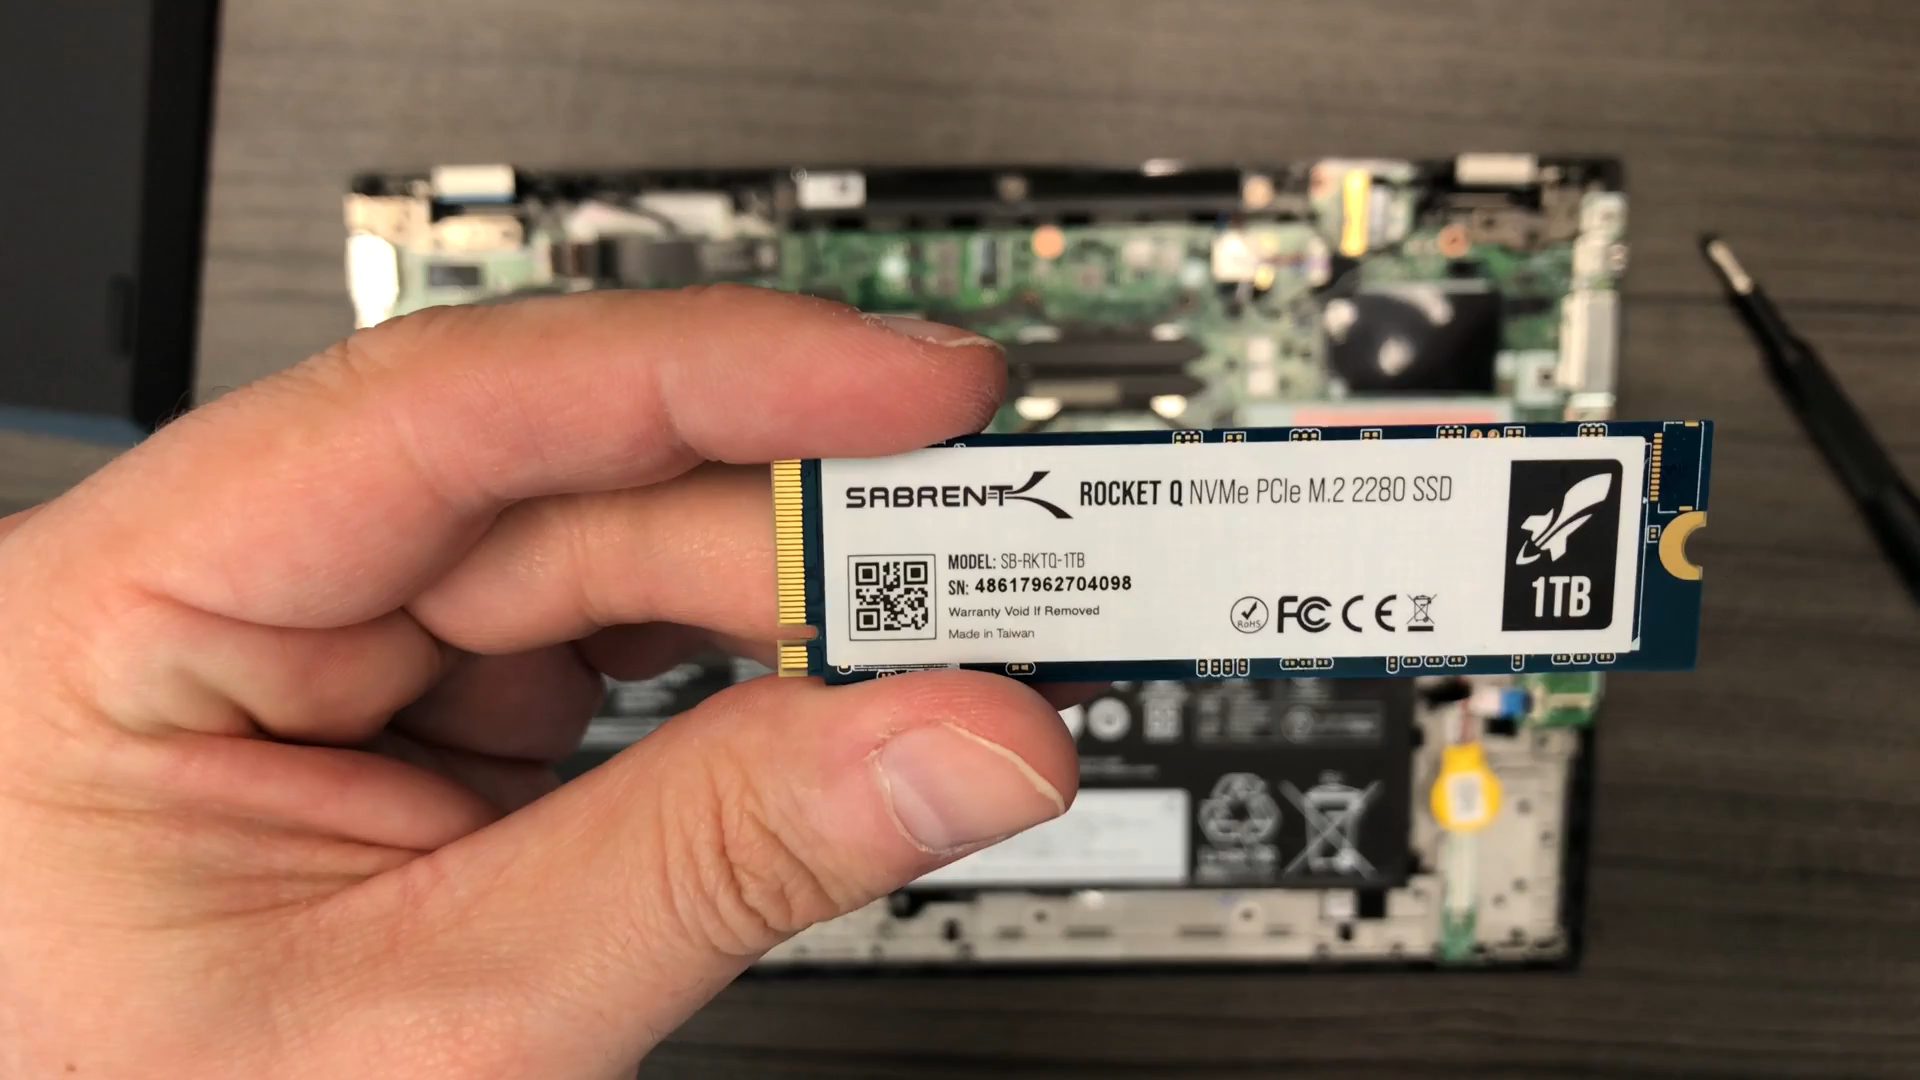 SABRENT ROCKET Q NVMe PCIe M.2 2280 SSD
MODEL: SB-RKTQ-1TB
SN: 48617962704098
Warranty Void If Removed
Made in Taiwan
RoHS FC CE
1TB